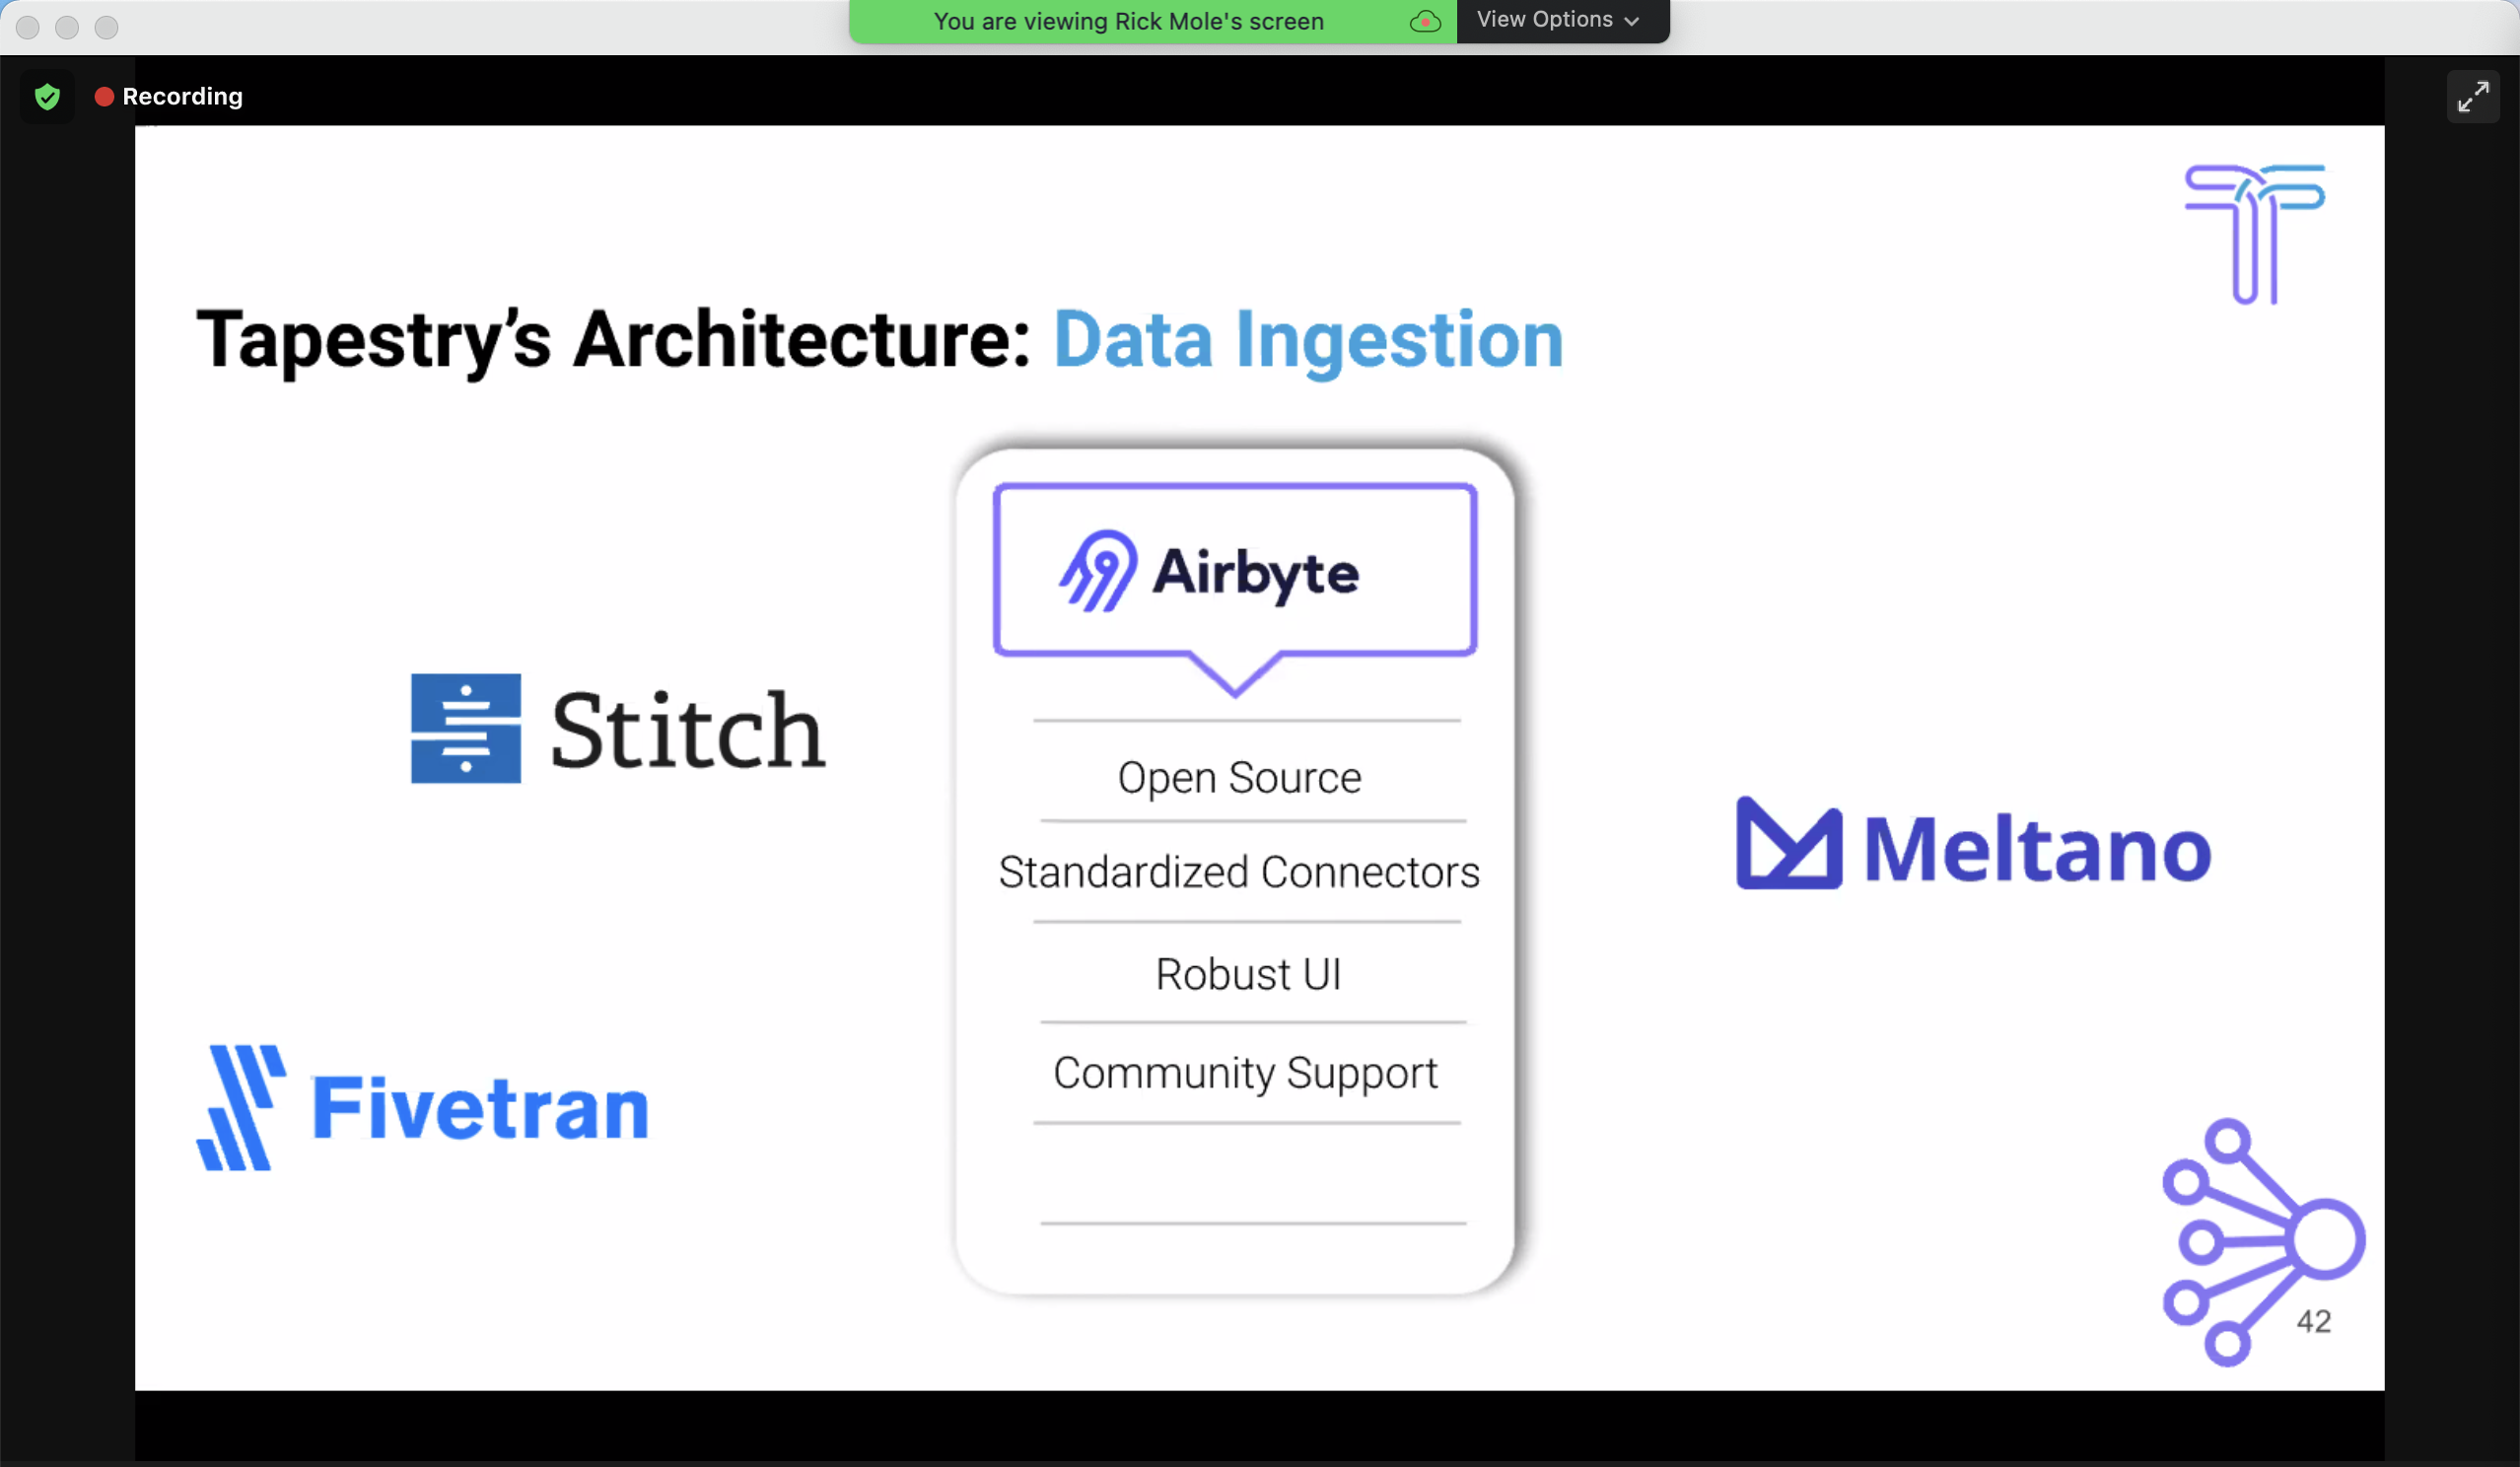 You are viewing Rick Mole's screen
View Options
Recording
Tapestry’s Architecture: Data Ingestion
Airbyte
Stitch
Open Source
Standardized Connectors
Meltano
Robust UI
Community Support
Fivetran
42